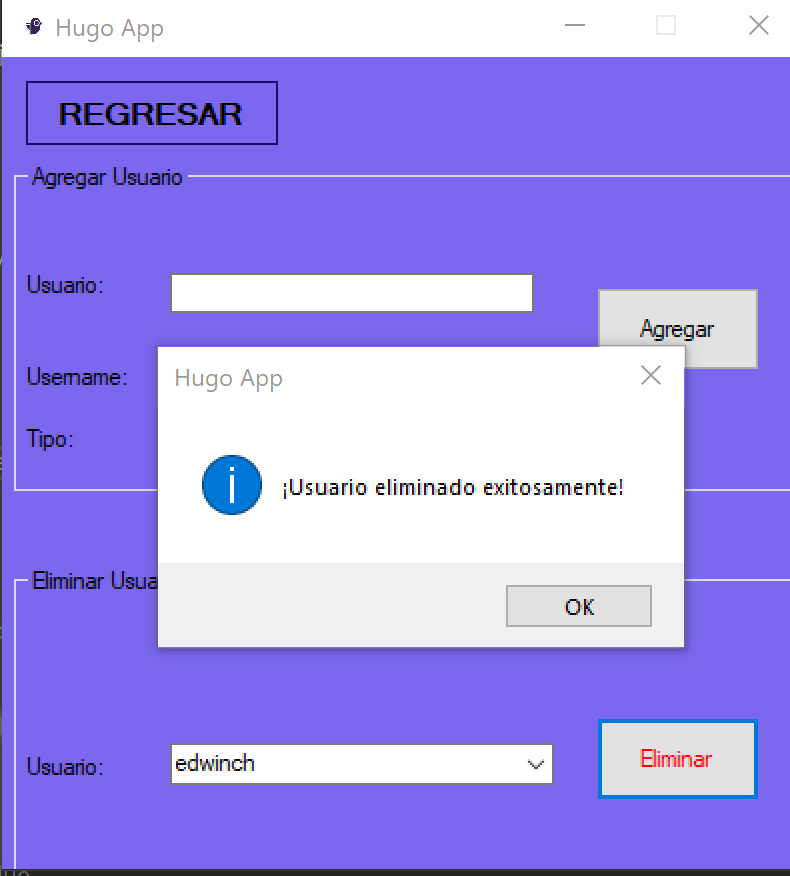 Hugo App
REGRESAR
Agregar Usuario
Usuario:
Agregar
Username:
Tipo:
Hugo App
¡Usuario eliminado exitosamente!
OK
Eliminar Usua
Usuario:
edwinch
Eliminar